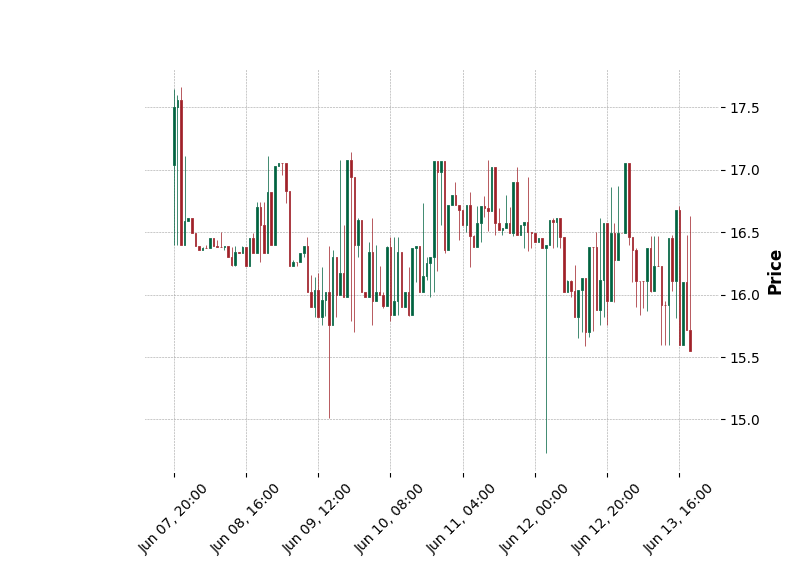 17.5
17.0
16.5
16.0
15.5
15.0
Price
Jun 07, 20:00
Jun 08, 16:00
Jun 09, 12:00
Jun 10, 08:00
Jun 11, 04:00
Jun 12, 00:00
Jun 12, 20:00
Jun 13, 16:00